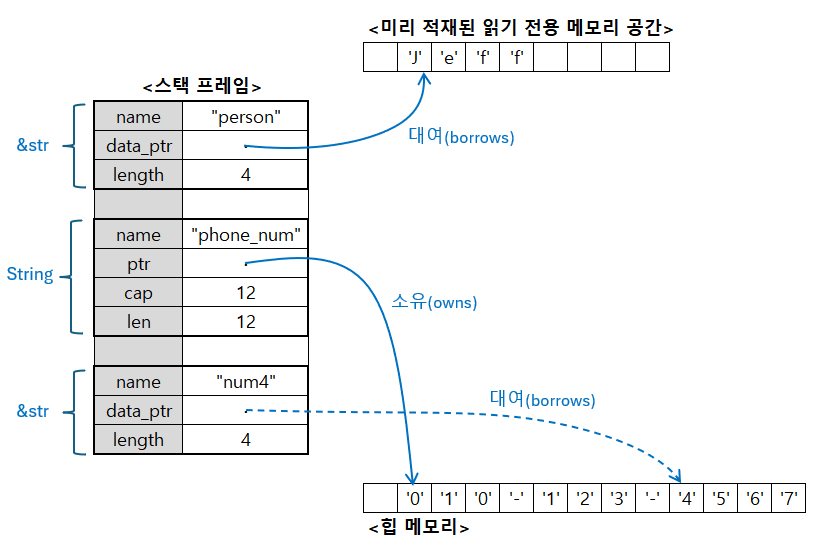 <미리 적재된 읽기 전용 메모리 공간>
'J' 'e' 'f' 'f'
<스택 프레임>
&str
name "person"
data_ptr
length 4
대여(borrows)
String
name "phone_num"
ptr
cap 12
len 12
소유(owns)
&str
name "num4"
data_ptr
length 4
대여(borrows)
'0' '1' '0' '-' '1' '2' '3' '-' '4' '5' '6' '7'
<힙 메모리>